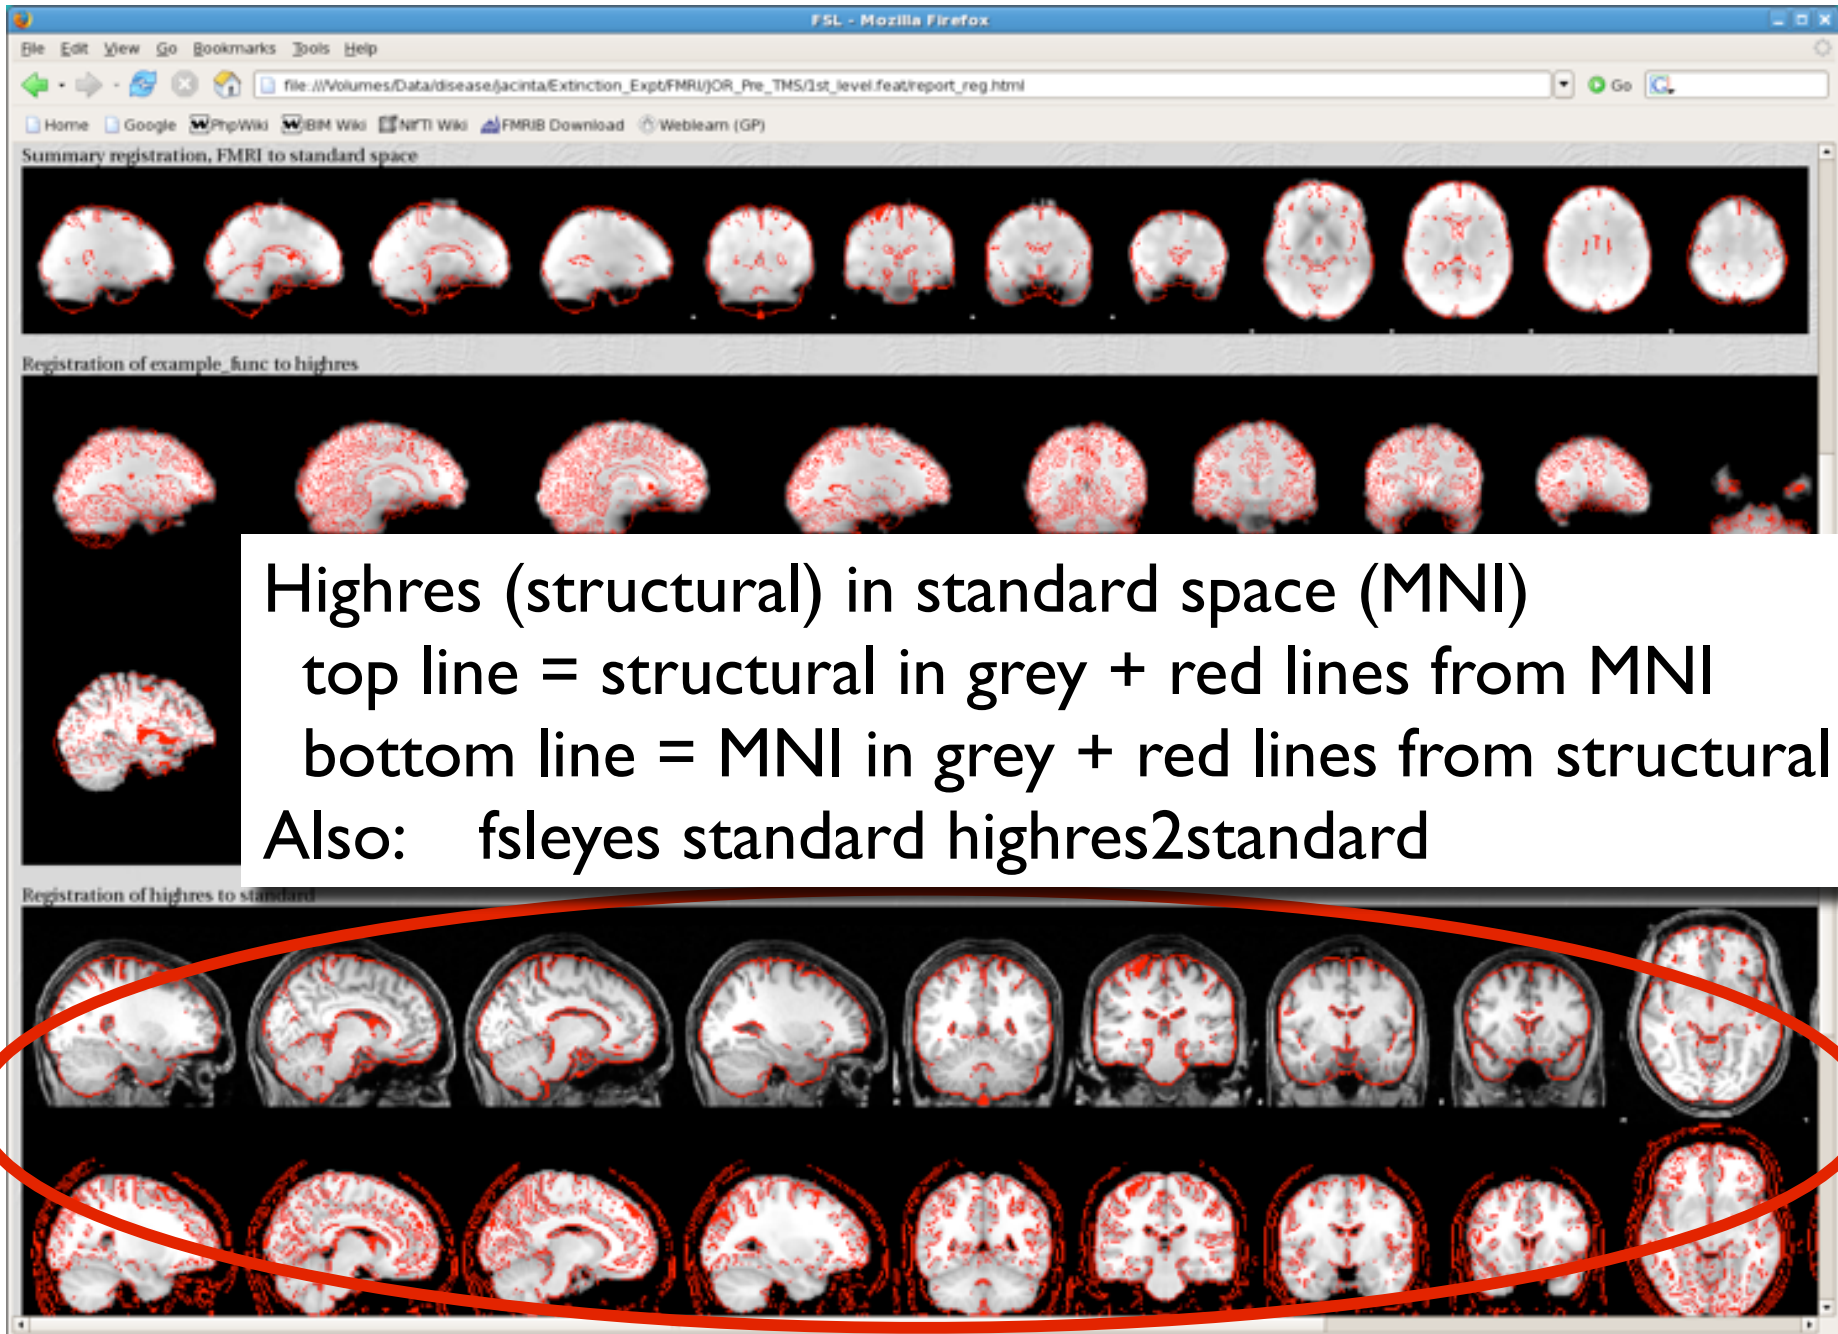 FSL - Mozilla Firefox
File Edit View Go Bookmarks Tools Help
file:///Volumes/Data/disease/jacinta/Extinction_Expt/FMRI/JOR_Pre_TMS/1st_level.feat/report_reg.html
Go
Home Google PhpWiki IBIM Wiki NIfTI Wiki FMRIB Download Weblearn (GP)
Summary registration, FMRI to standard space
Registration of example_func to highres
Highres (structural) in standard space (MNI)
top line = structural in grey + red lines from MNI
bottom line = MNI in grey + red lines from structural
Also: fsleyes standard highres2standard
Registration of highres to standard